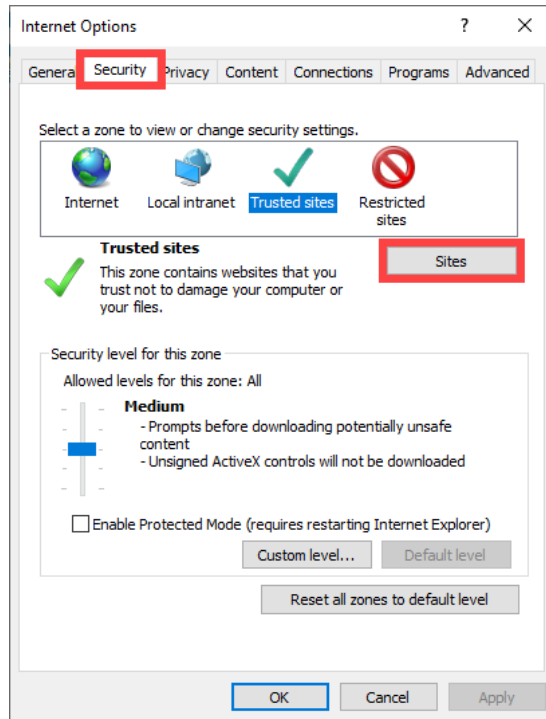 Internet Options ? ×
General Security Privacy Content Connections Programs Advanced
Select a zone to view or change security settings.
Internet Local intranet Trusted sites Restricted
sites
Trusted sites
Sites
This zone contains websites that you
trust not to damage your computer or
your files.
Security level for this zone
Allowed levels for this zone: All
Medium
- Prompts before downloading potentially unsafe
content
- Unsigned ActiveX controls will not be downloaded
Enable Protected Mode (requires restarting Internet Explorer)
Custom level... Default level
Reset all zones to default level
OK Cancel Apply